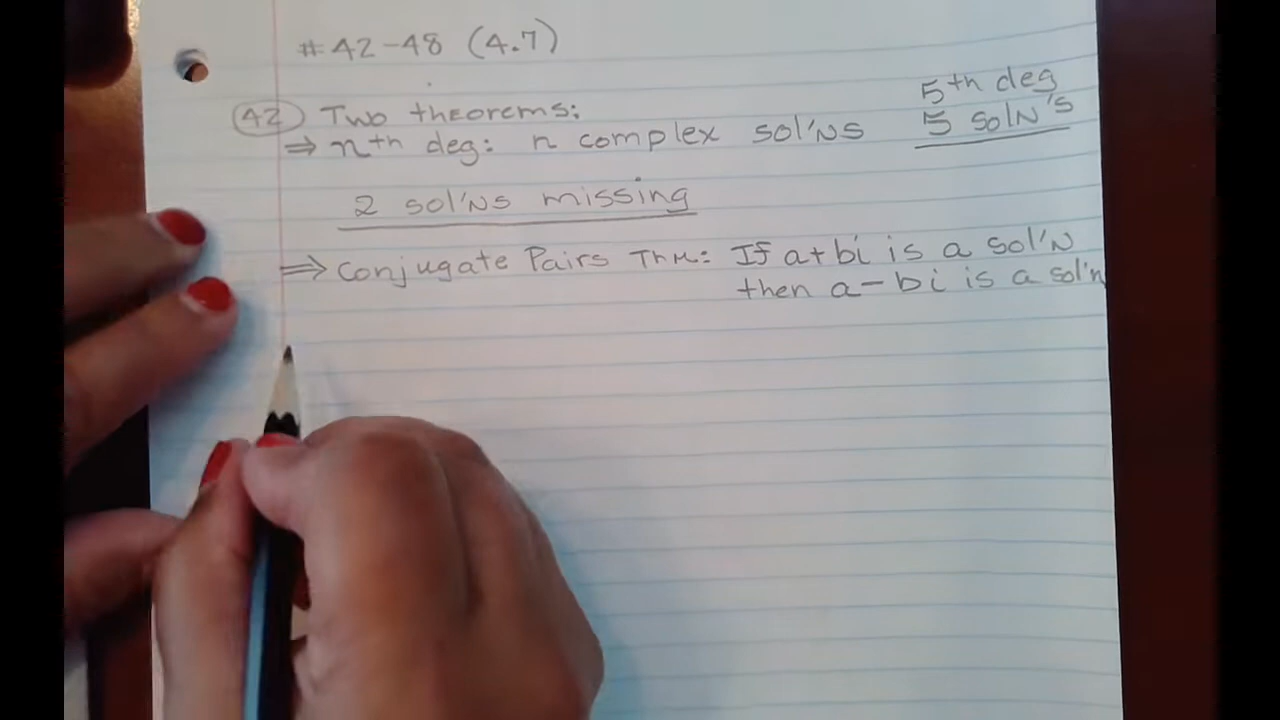 #42-48 (4.7)
5th deg
42 Two theorems:
5 solN's
⇒ nth deg: n complex sol'Ns
2 sol'Ns missing
⇒ Conjugate Pairs Thm: If a+bi is a sol'N
then a-bi is a sol'n